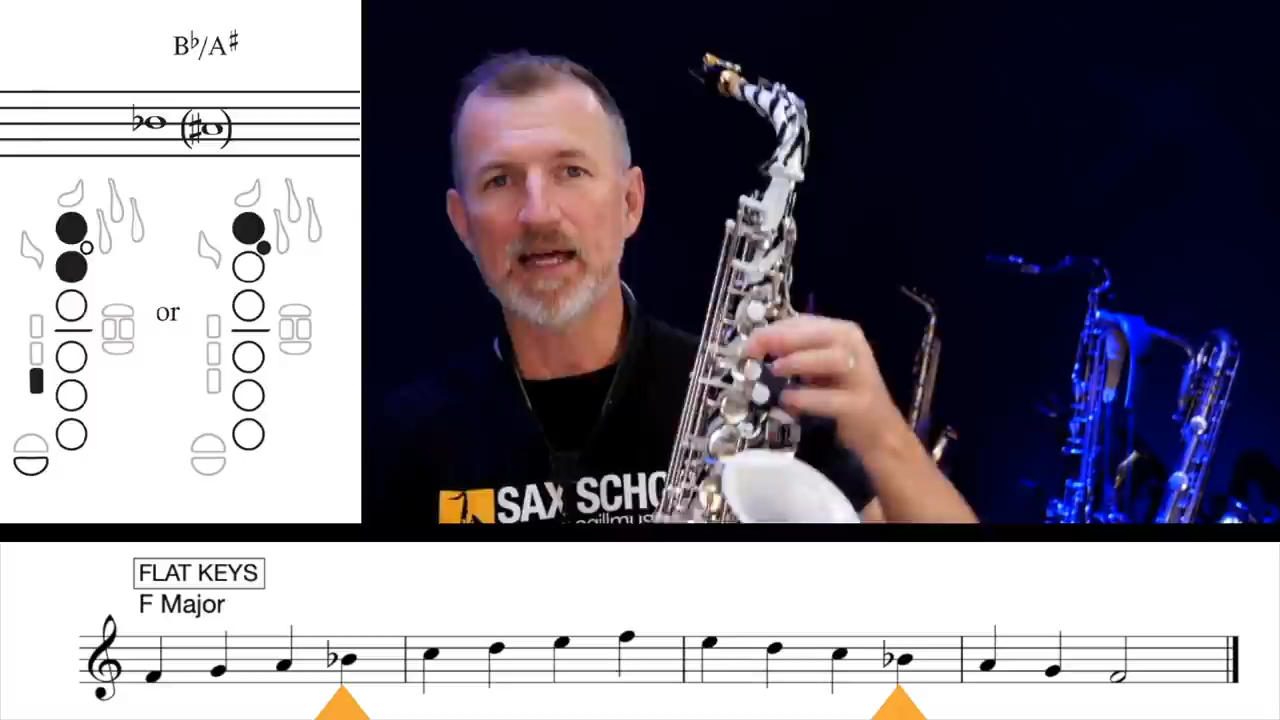 B♭/A♯
or
SAX SCHO
FLAT KEYS
F Major